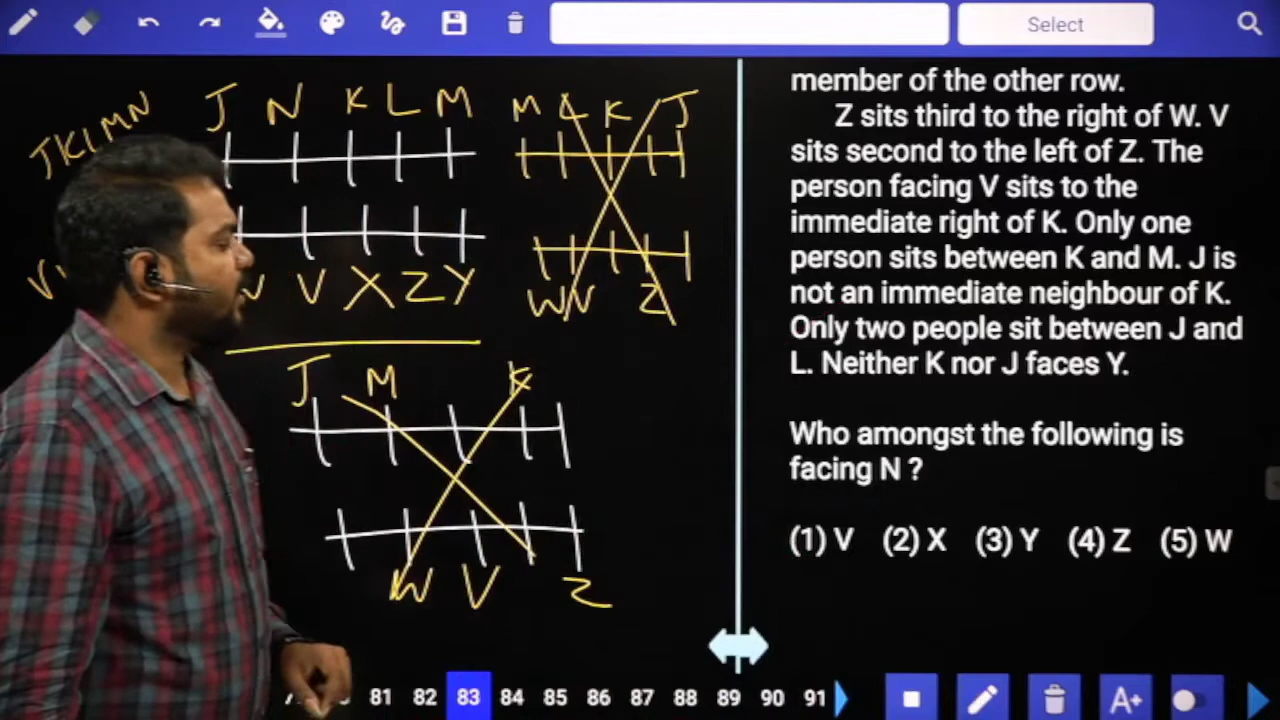 Select
JKLMN
J N K L M
M L K J
V X Z Y
W V Z
J M K
W V Z
member of the other row.
Z sits third to the right of W. V
sits second to the left of Z. The
person facing V sits to the
immediate right of K. Only one
person sits between K and M. J is
not an immediate neighbour of K.
Only two people sit between J and
L. Neither K nor J faces Y.
Who amongst the following is
facing N ?
(1) V (2) X (3) Y (4) Z (5) W
81 82 83 84 85 86 87 88 89 90 91
A+